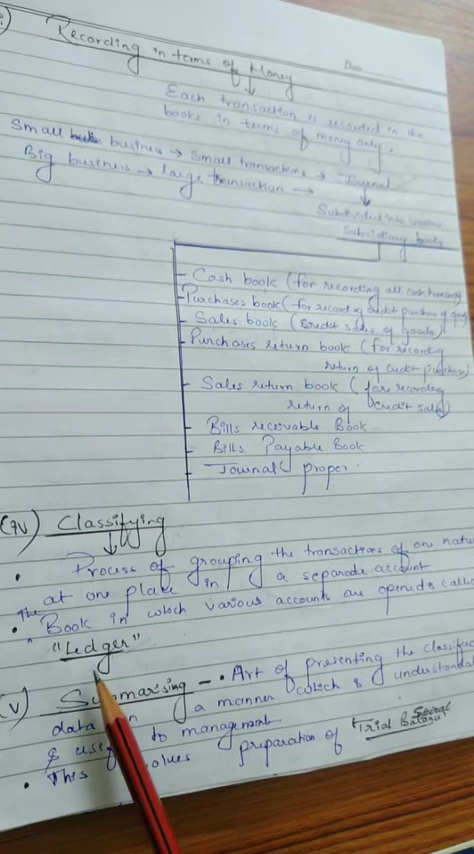 Recording in terms of Money
Date
Each transaction is recorded in the
books in terms of money only.
Small business → Small transactions → Journal
Big business → large transaction →
Subdivided into various
Subsidiary books
Cash book (for recording all cash transacs)
Purchases book (for recording credit purchase of goods)
Sales book (credit sales of goods)
Purchases return book (for recording
return of credit purchases)
Sales return book (for recording
return of credit sales)
Bills receivable Book
Bills Payable Book
Journal proper.
(iv) Classifying
• Process of grouping the transactions of one natu
at one place in a separate account
• The Book in which various accounts are opened is called
"Ledger"
(v) Summarising - • Art of presenting the classified
data in a manner which is understandab
& useful to management
• This preparation of Trial Balance
Spiral